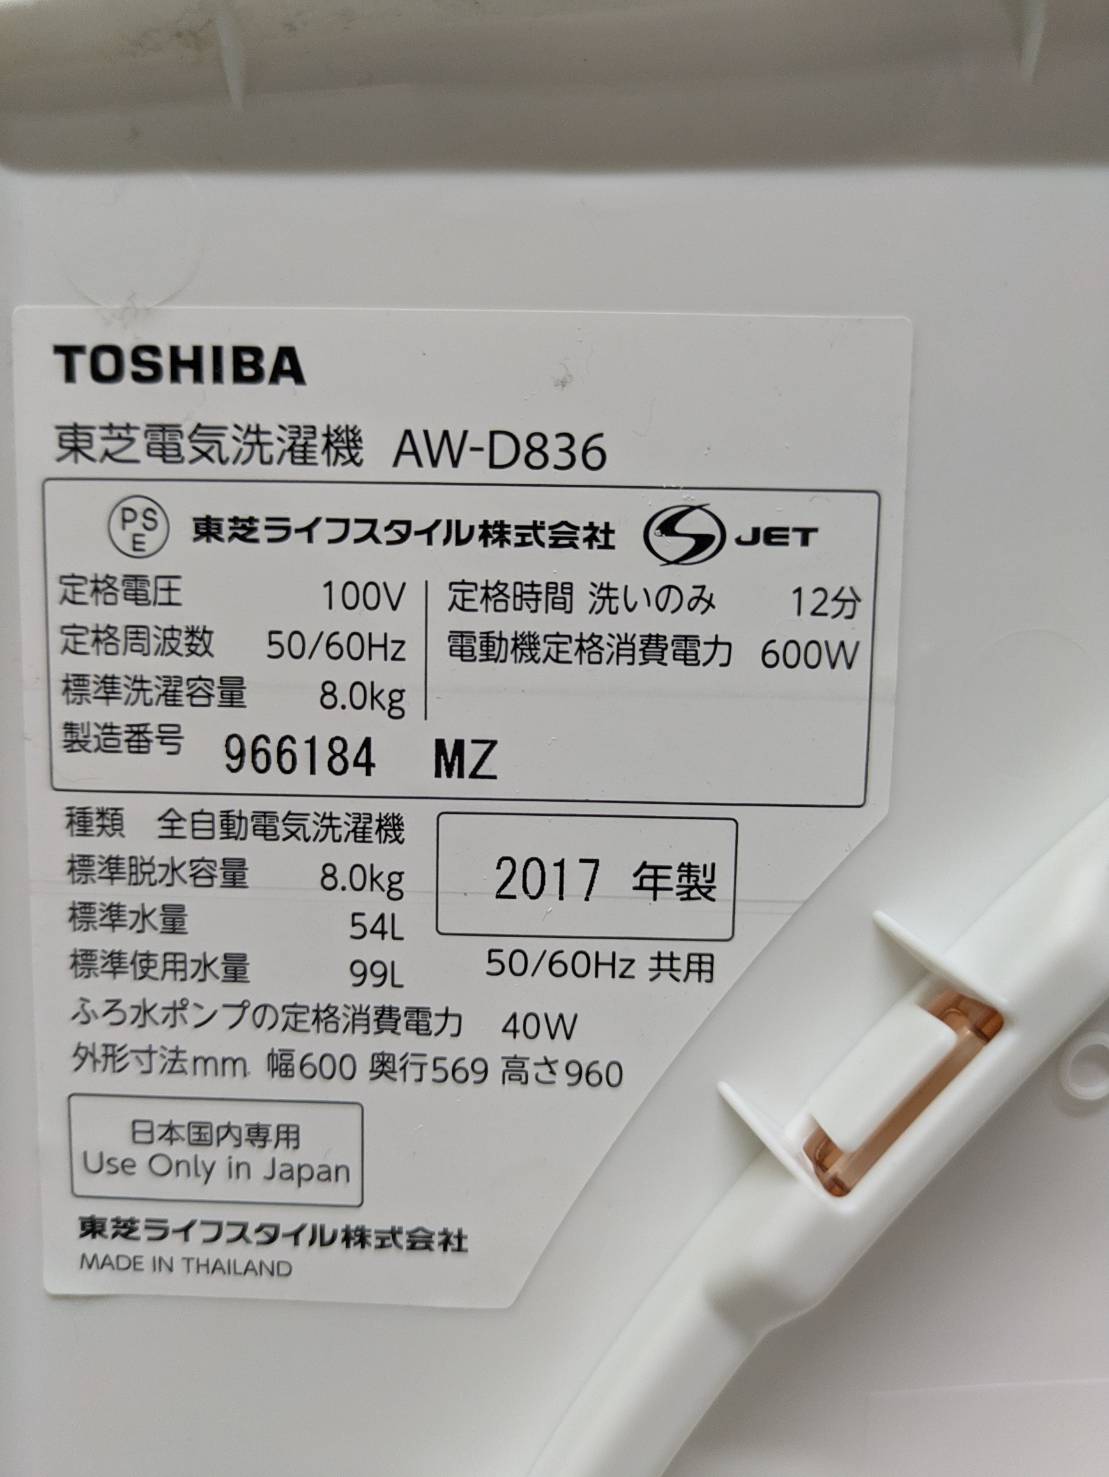 TOSHIBA
東芝電気洗濯機 AW-D836
PS E 東芝ライフスタイル株式会社 S JET
定格電圧 100V 定格時間 洗いのみ 12分
定格周波数 50/60Hz 電動機定格消費電力 600W
標準洗濯容量 8.0kg
製造番号 966184 MZ
種類 全自動電気洗濯機
標準脱水容量 8.0kg 2017 年製
標準水量 54L
標準使用水量 99L 50/60Hz 共用
ふろ水ポンプの定格消費電力 40W
外形寸法mm 幅600 奥行569 高さ960
日本国内専用
Use Only in Japan
東芝ライフスタイル株式会社
MADE IN THAILAND